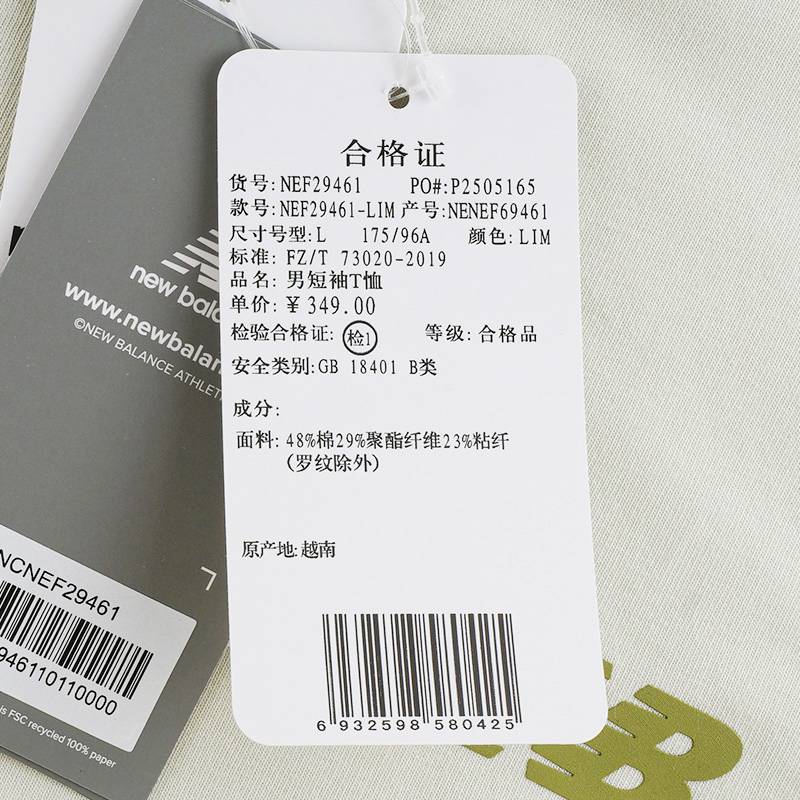 合格证
货号: NEF29461 PO#:P2505165
款号: NEF29461-LIM 产号: NENEF69461
尺寸号型: L 175/96A 颜色: LIM
标准: FZ/T 73020-2019
品名: 男短袖T恤
单价: ¥ 349.00
检验合格证: 检1 等级: 合格品
安全类别: GB 18401 B类
成分:
面料: 48%棉29%聚酯纤维23%粘纤
(罗纹除外)
原产地: 越南
6 932598 580425
new bala
www.newbalan
©NEW BALANCE ATHLET
NCNEF29461
946110110000
is FSC recycled 100% paper